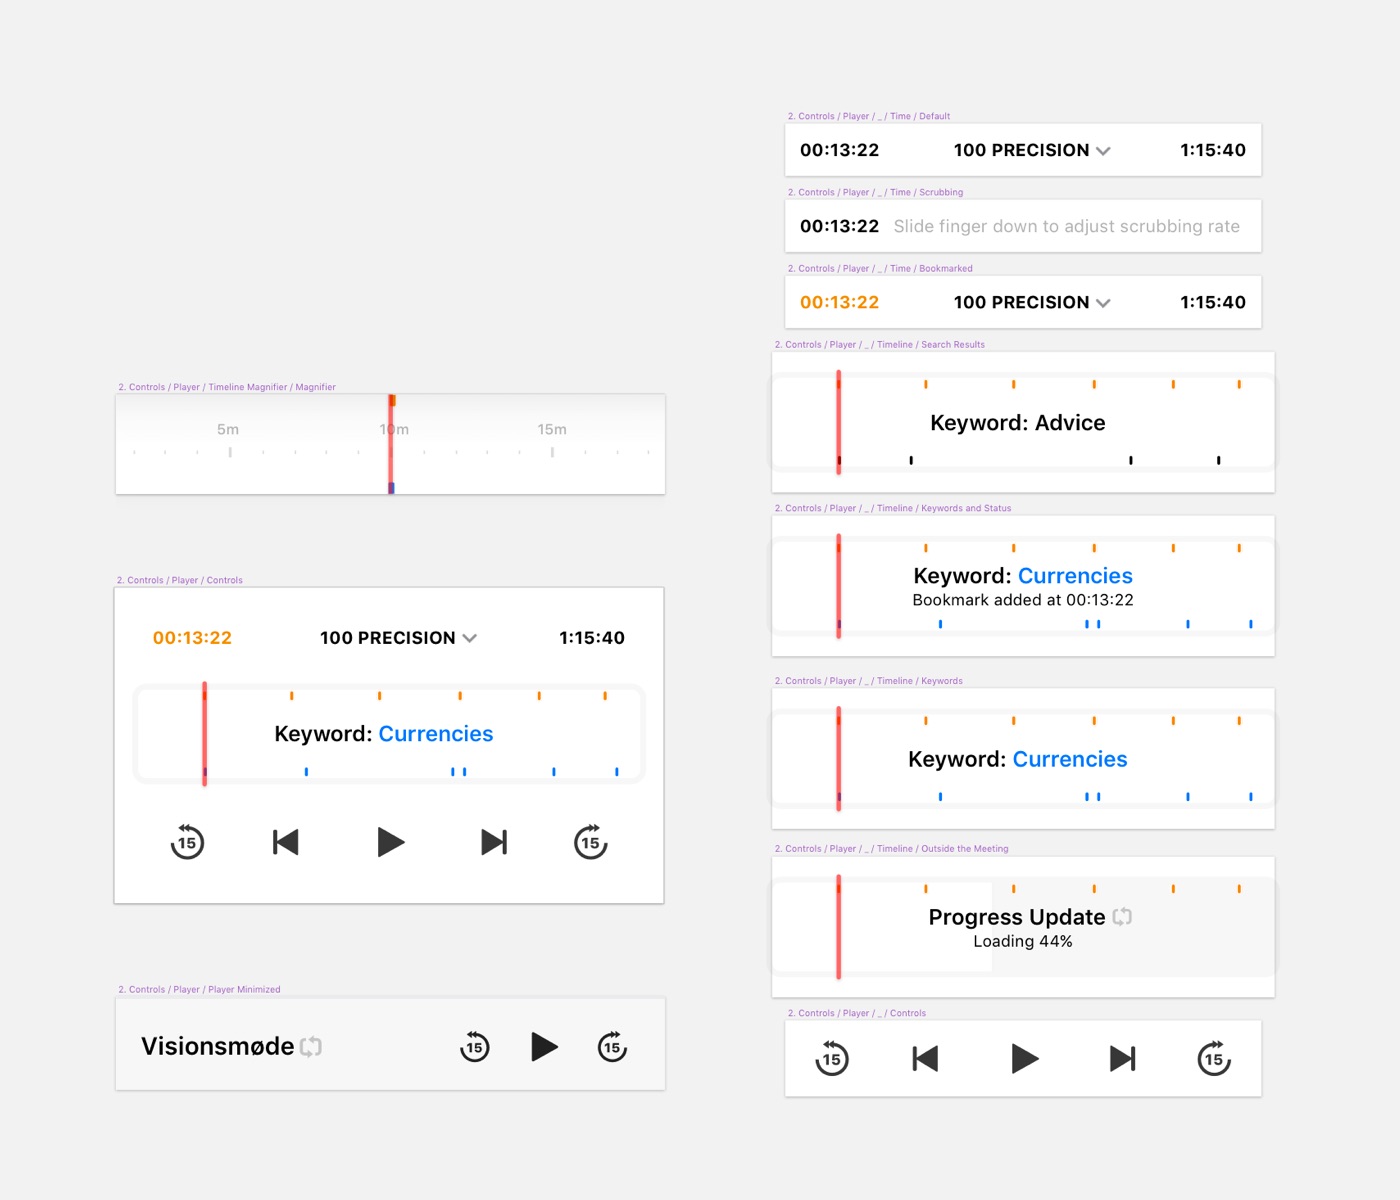 2. Controls / Player / Timeline Magnifier / Magnifier
5m 10m 15m
2. Controls / Player / Controls
00:13:22 100 PRECISION 1:15:40
Keyword: Currencies
15 15
2. Controls / Player / Player Minimized
Visionsmøde 15 15
2. Controls / Player / _ / Time / Default
00:13:22 100 PRECISION 1:15:40
2. Controls / Player / _ / Time / Scrubbing
00:13:22 Slide finger down to adjust scrubbing rate
2. Controls / Player / _ / Time / Bookmarked
00:13:22 100 PRECISION 1:15:40
2. Controls / Player / _ / Timeline / Search Results
Keyword: Advice
2. Controls / Player / _ / Timeline / Keywords and Status
Keyword: Currencies
Bookmark added at 00:13:22
2. Controls / Player / _ / Timeline / Keywords
Keyword: Currencies
2. Controls / Player / _ / Timeline / Outside the Meeting
Progress Update
Loading 44%
2. Controls / Player / _ / Controls
15 15